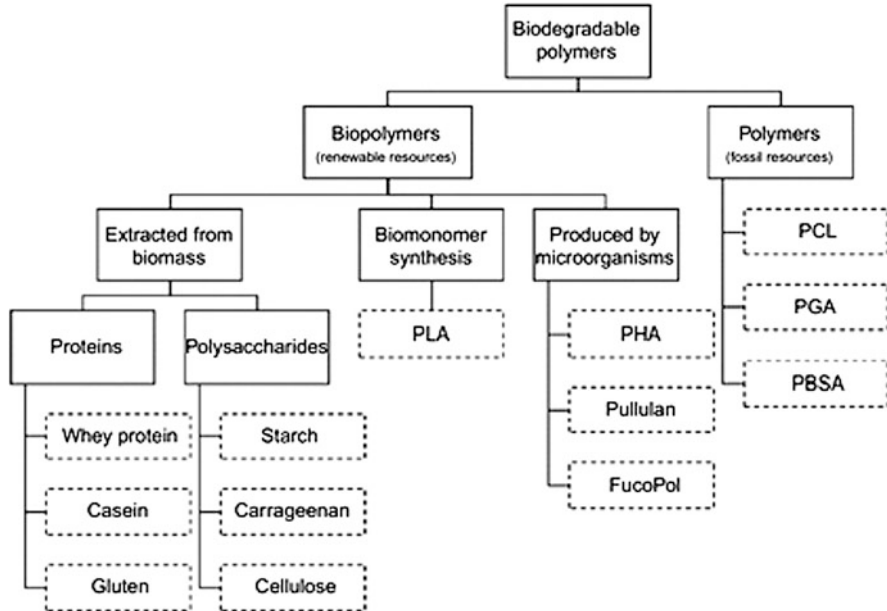 Biodegradable
polymers
Biopolymers
(renewable resources)
Polymers
(fossil resources)
Extracted from
biomass
Biomonomer
synthesis
Produced by
microorganisms
PCL
PGA
PBSA
Proteins
Polysaccharides
PLA
PHA
Pullulan
FucoPol
Whey protein
Casein
Gluten
Starch
Carrageenan
Cellulose